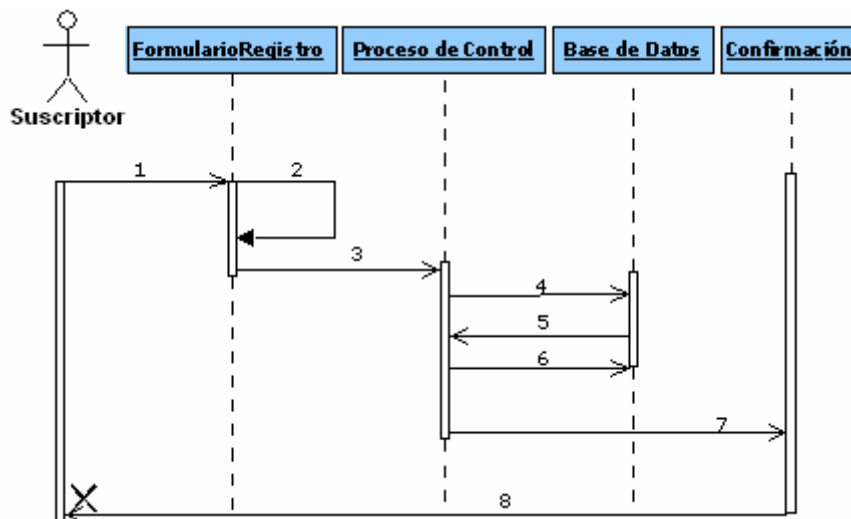 FormularioRegistro
Proceso de Control
Base de Datos
Confirmación
Suscriptor
1
2
3
4
5
6
7
8